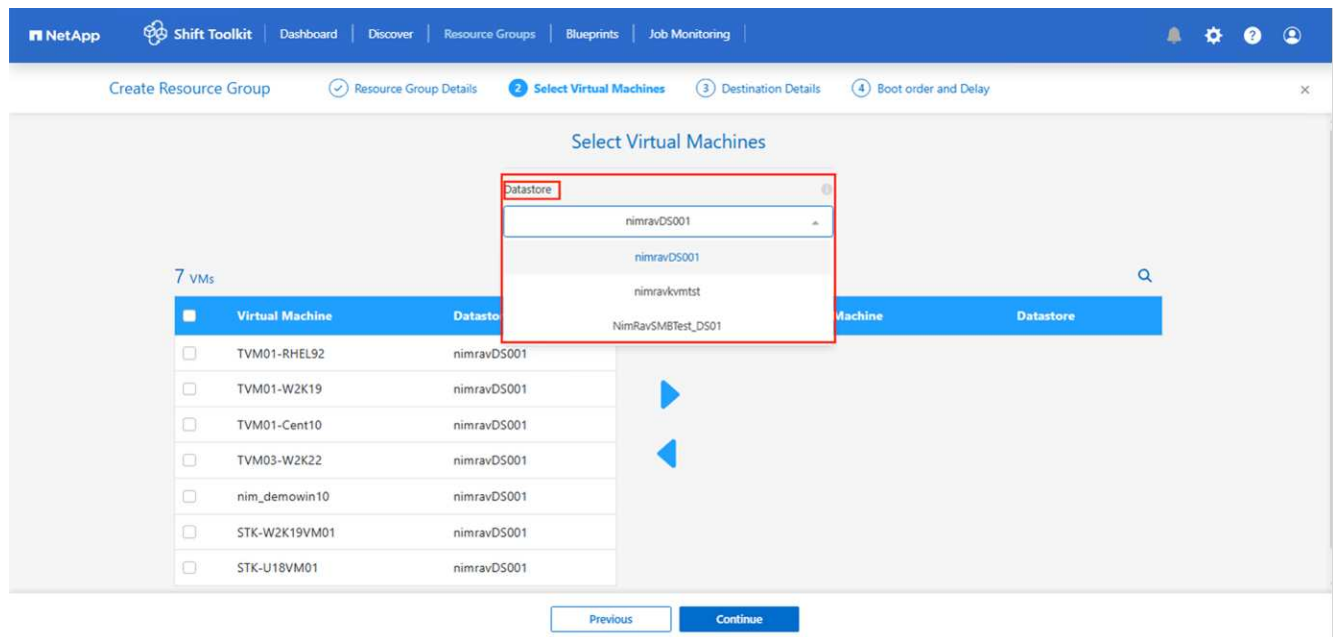 NetApp Shift Toolkit Dashboard Discover Resource Groups Blueprints Job Monitoring ?
Create Resource Group Resource Group Details 2 Select Virtual Machines 3 Destination Details 4 Boot order and Delay
Select Virtual Machines
Datastore
nimravDS001
nimravDS001
nimravkvmtst
NimRavSMBTest_DS01
7 VMs
Virtual Machine Datasto Machine Datastore
TVM01-RHEL92 nimravDS001
TVM01-W2K19 nimravDS001
TVM01-Cent10 nimravDS001
TVM03-W2K22 nimravDS001
nim_demowin10 nimravDS001
STK-W2K19VM01 nimravDS001
STK-U18VM01 nimravDS001
Previous Continue